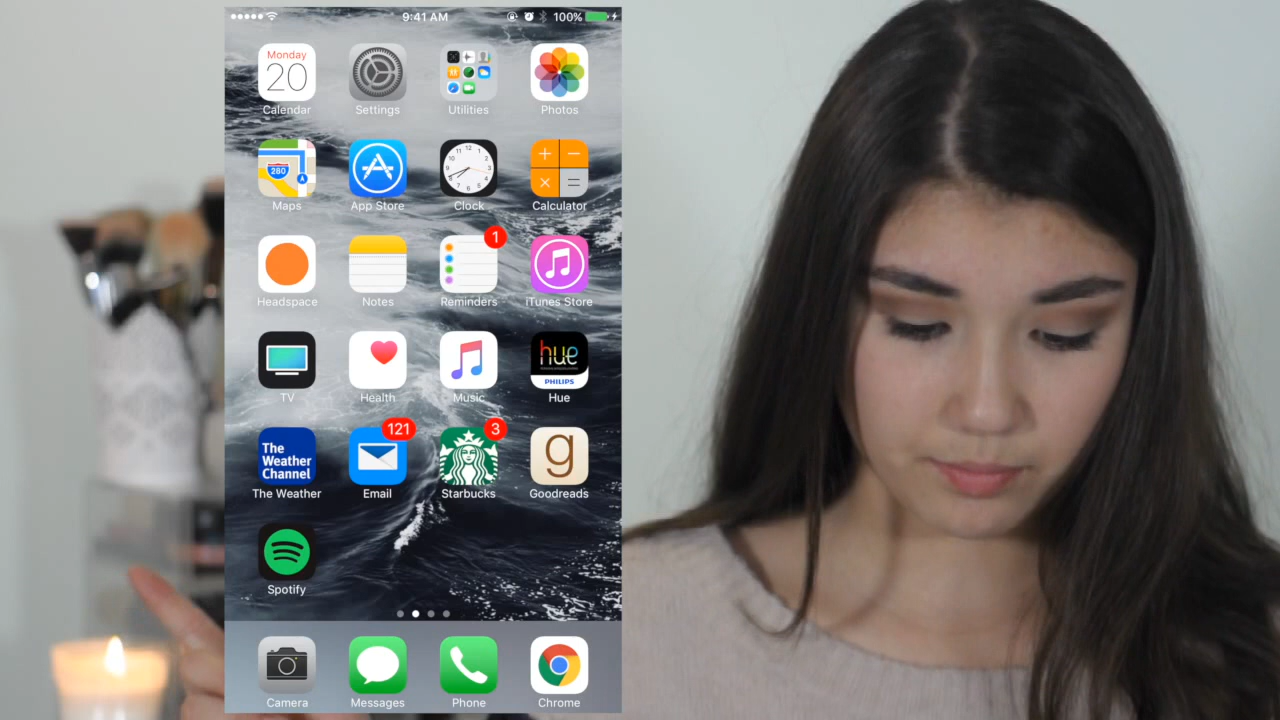 9:41 AM 100%
Monday
20
Calendar Settings Utilities Photos
280
Maps App Store Clock Calculator
1
Headspace Notes Reminders iTunes Store
hue
PHILIPS
TV Health Music Hue
121 3
The
Weather
Channel
g
The Weather Email Starbucks Goodreads
Spotify
Camera Messages Phone Chrome